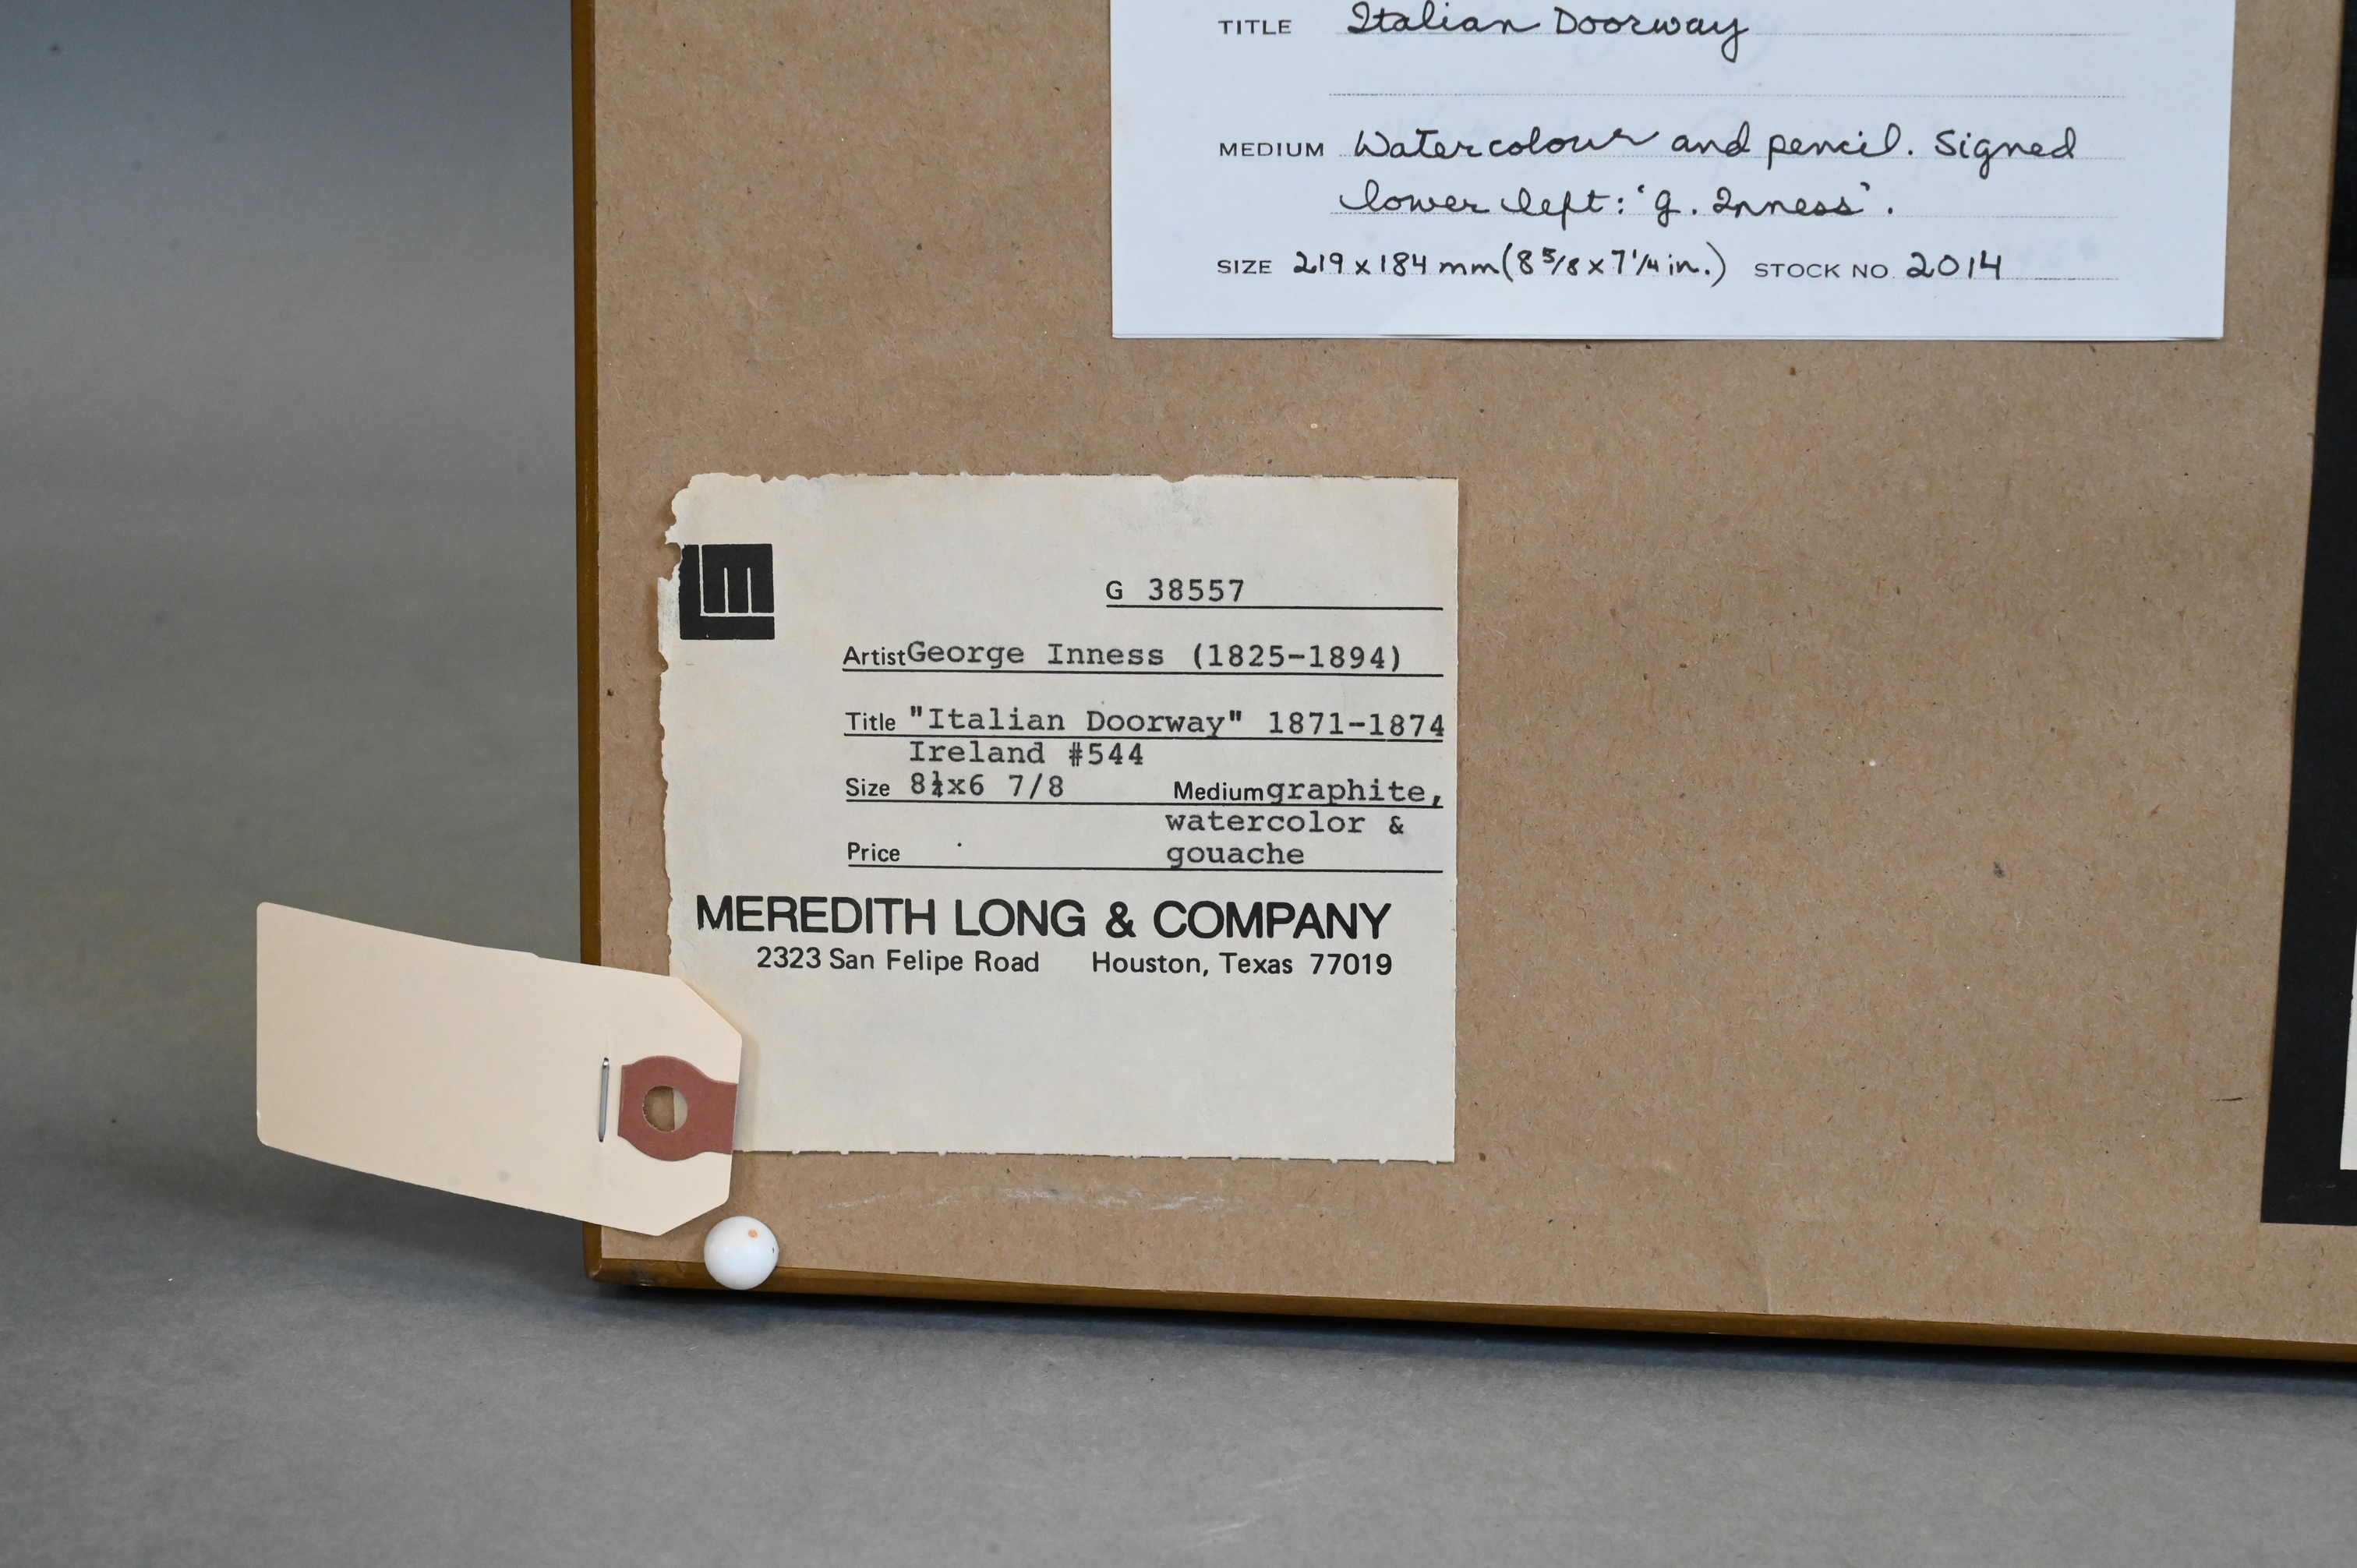 TITLE Italian Doorway
MEDIUM Watercolour and pencil. Signed
lower left: 'G. Inness'.
SIZE 219 x 184 mm (8 5/8 x 7 1/4 in.) STOCK NO 2014
LM
G 38557
Artist George Inness (1825-1894)
Title "Italian Doorway" 1871-1874
Ireland #544
Size 8¼x6 7/8 Medium graphite,
watercolor &
Price gouache
MEREDITH LONG & COMPANY
2323 San Felipe Road Houston, Texas 77019